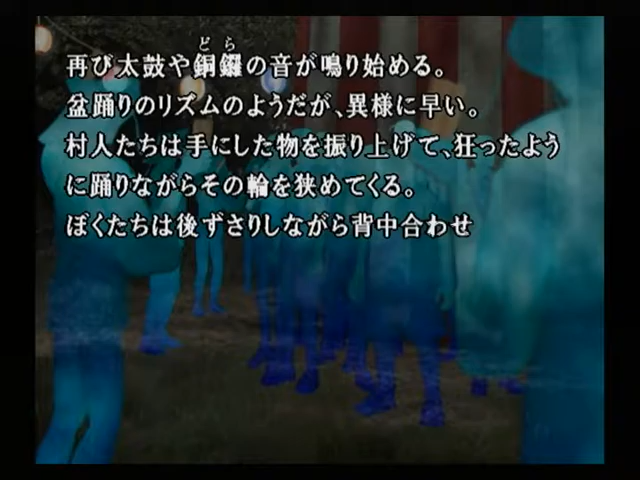 再び太鼓や銅鑼の音が鳴り始める。
盆踊りのリズムのようだが、異様に早い。
村人たちは手にした物を振り上げて、狂ったよう
に踊りながらその輪を狭めてくる。
ぼくたちは後ずさりしながら背中合わせ